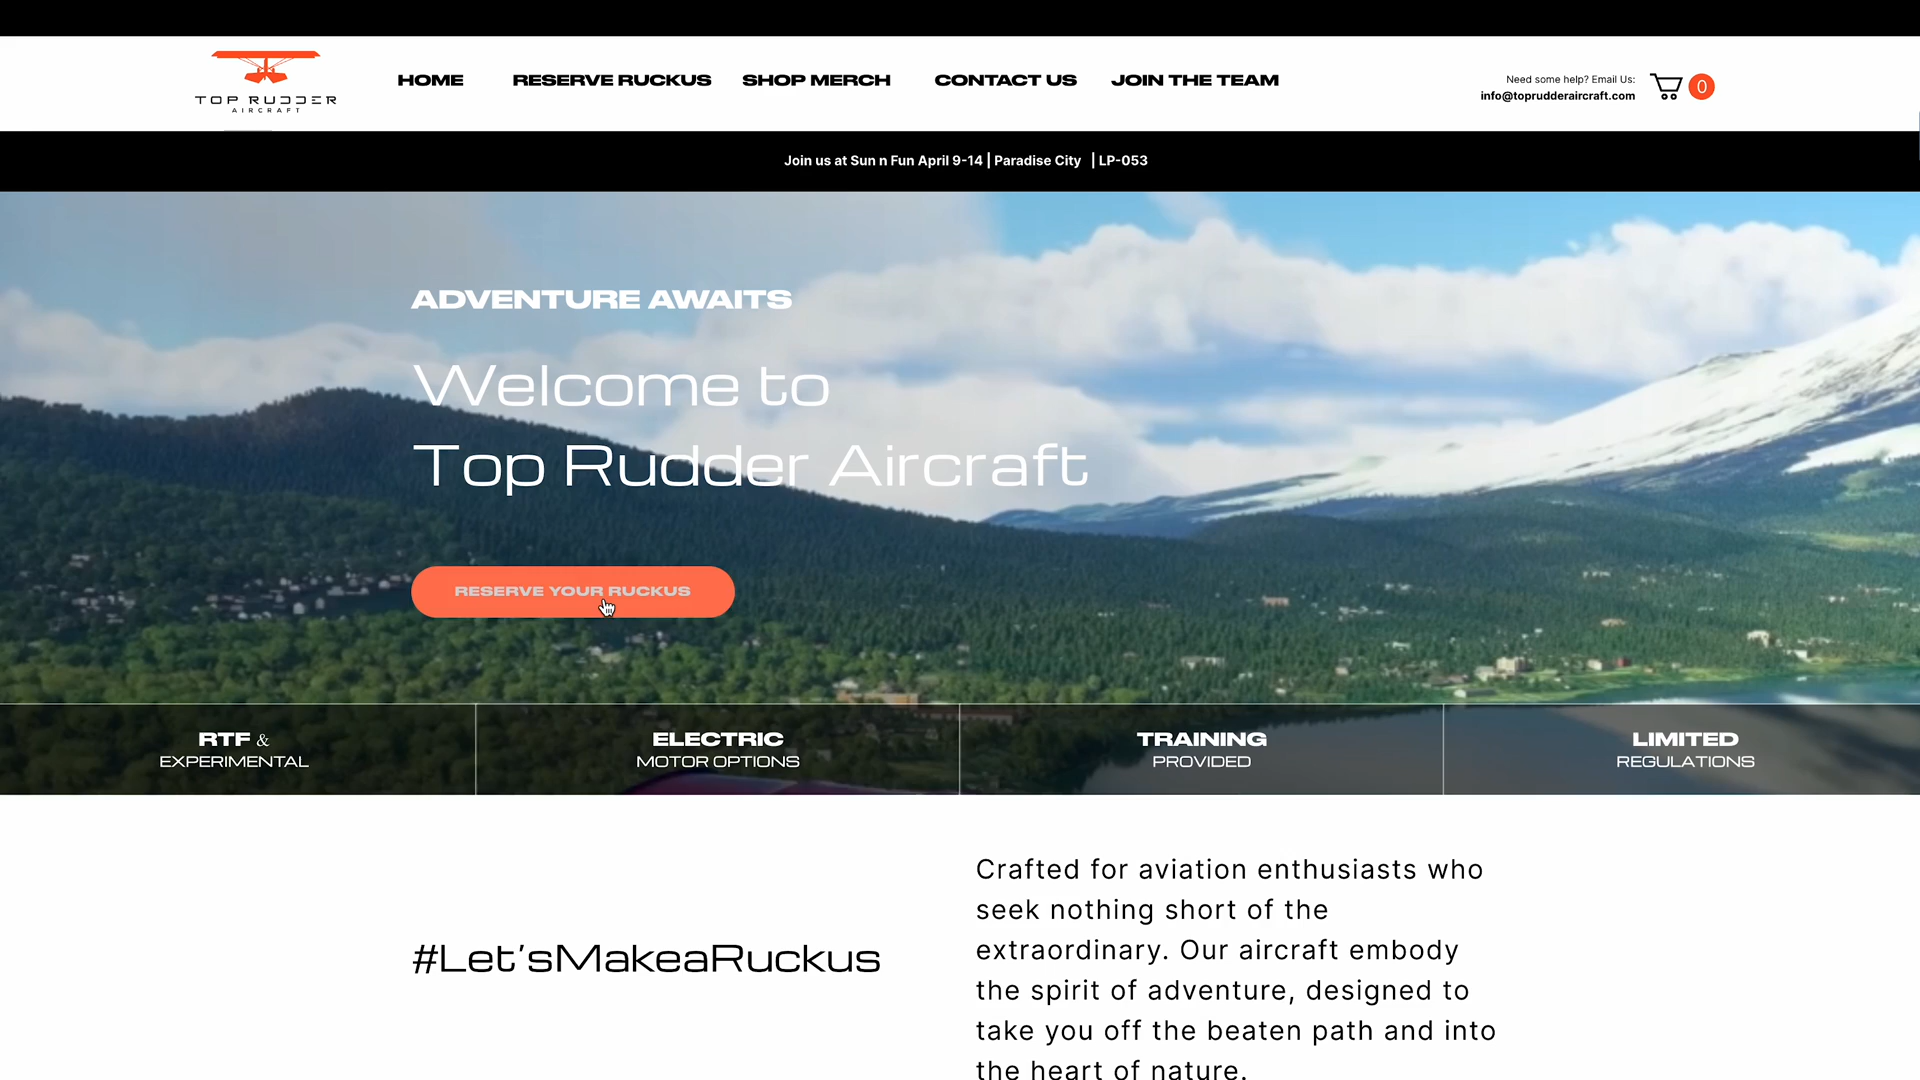 TOP RUDDER
AIRCRAFT
HOME
RESERVE RUCKUS
SHOP MERCH
CONTACT US
JOIN THE TEAM
Need some help? Email Us:
info@toprudderaircraft.com
0
Join us at Sun n Fun April 9-14 | Paradise City | LP-053
ADVENTURE AWAITS
Welcome to
Top Rudder Aircraft
RESERVE YOUR RUCKUS
RTF &
EXPERIMENTAL
ELECTRIC
MOTOR OPTIONS
TRAINING
PROVIDED
LIMITED
REGULATIONS
#Let'sMakeaRuckus
Crafted for aviation enthusiasts who
seek nothing short of the
extraordinary. Our aircraft embody
the spirit of adventure, designed to
take you off the beaten path and into
the heart of nature.